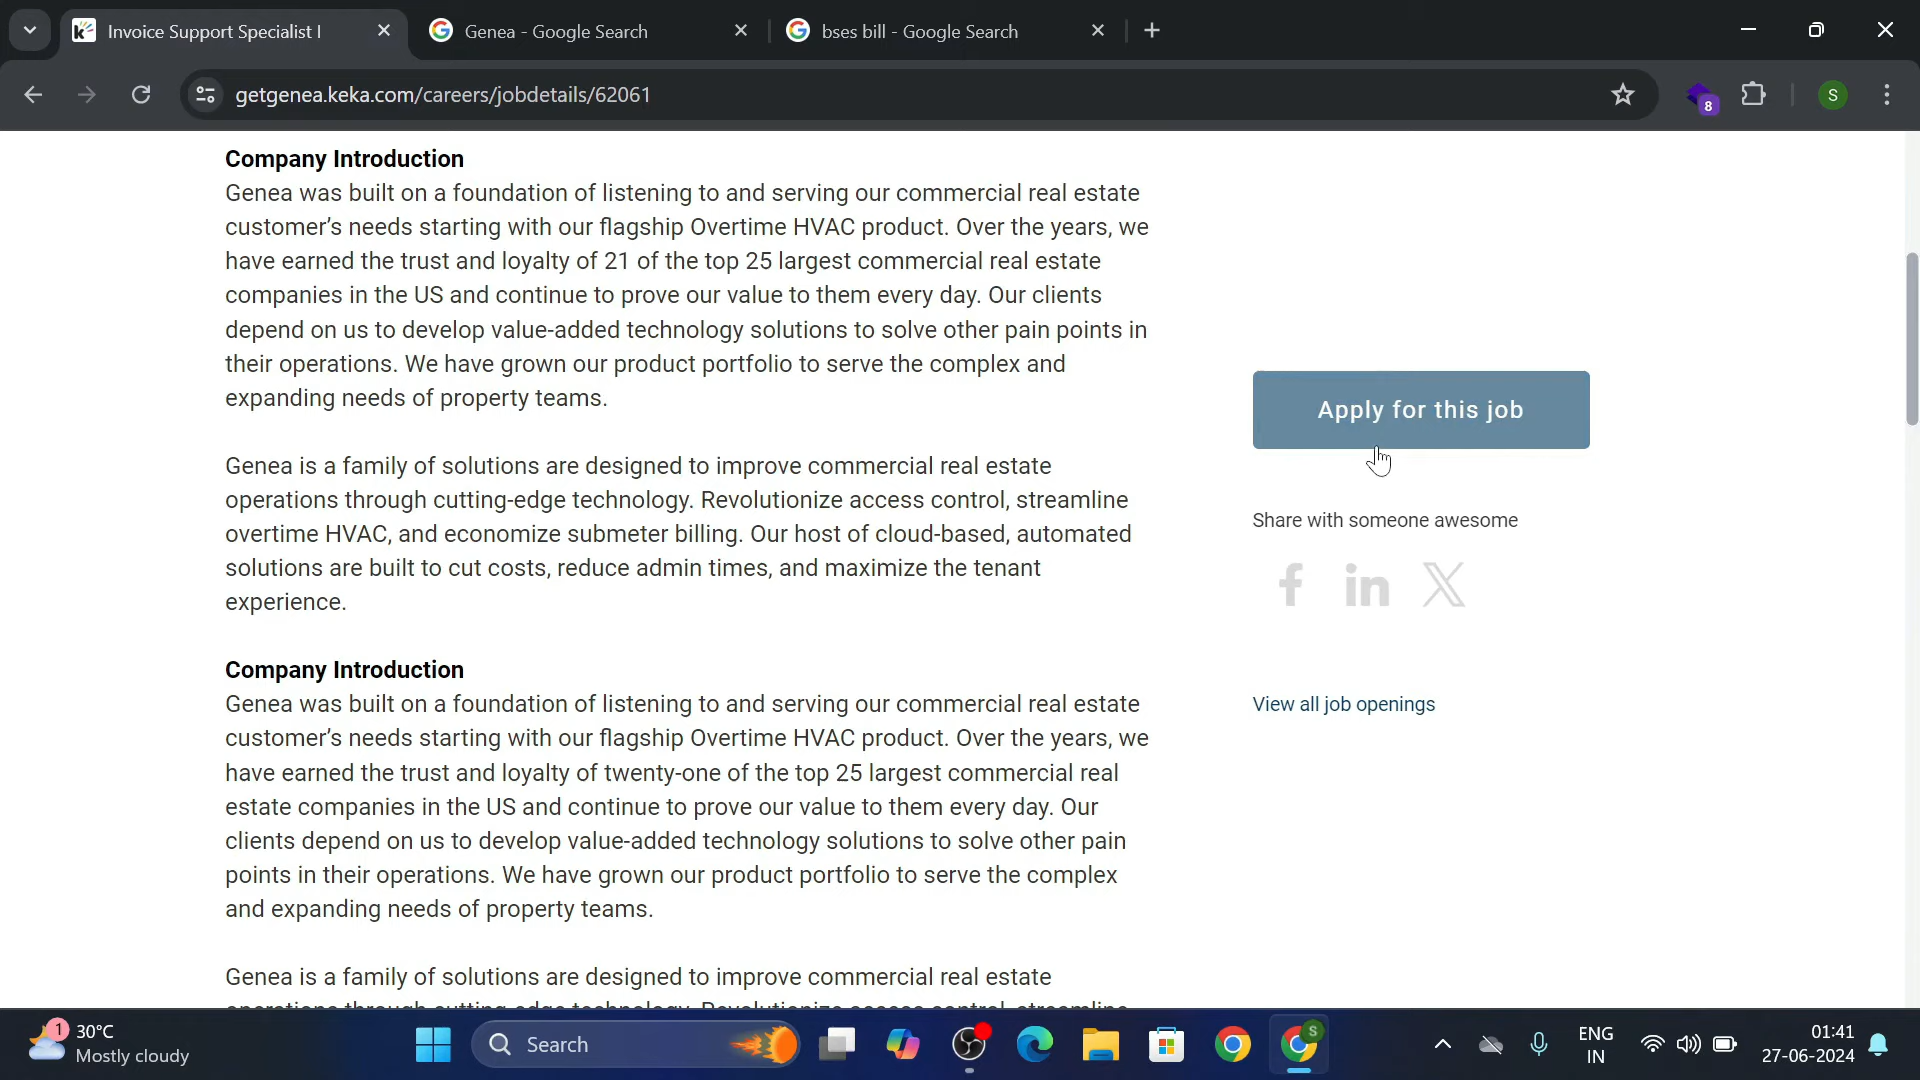 Invoice Support Specialist I
Genea - Google Search
bses bill - Google Search
getgenea.keka.com/careers/jobdetails/62061
8
S
Company Introduction
Genea was built on a foundation of listening to and serving our commercial real estate
customer’s needs starting with our flagship Overtime HVAC product. Over the years, we
have earned the trust and loyalty of 21 of the top 25 largest commercial real estate
companies in the US and continue to prove our value to them every day. Our clients
depend on us to develop value-added technology solutions to solve other pain points in
their operations. We have grown our product portfolio to serve the complex and
expanding needs of property teams.
Genea is a family of solutions are designed to improve commercial real estate
operations through cutting-edge technology. Revolutionize access control, streamline
overtime HVAC, and economize submeter billing. Our host of cloud-based, automated
solutions are built to cut costs, reduce admin times, and maximize the tenant
experience.
Company Introduction
Genea was built on a foundation of listening to and serving our commercial real estate
customer’s needs starting with our flagship Overtime HVAC product. Over the years, we
have earned the trust and loyalty of twenty-one of the top 25 largest commercial real
estate companies in the US and continue to prove our value to them every day. Our
clients depend on us to develop value-added technology solutions to solve other pain
points in their operations. We have grown our product portfolio to serve the complex
and expanding needs of property teams.
Genea is a family of solutions are designed to improve commercial real estate
operations through cutting-edge technology. Revolutionize access control, streamline
Apply for this job
Share with someone awesome
View all job openings
1
30°C
Mostly cloudy
Search
S
ENG
IN
01:41
27-06-2024